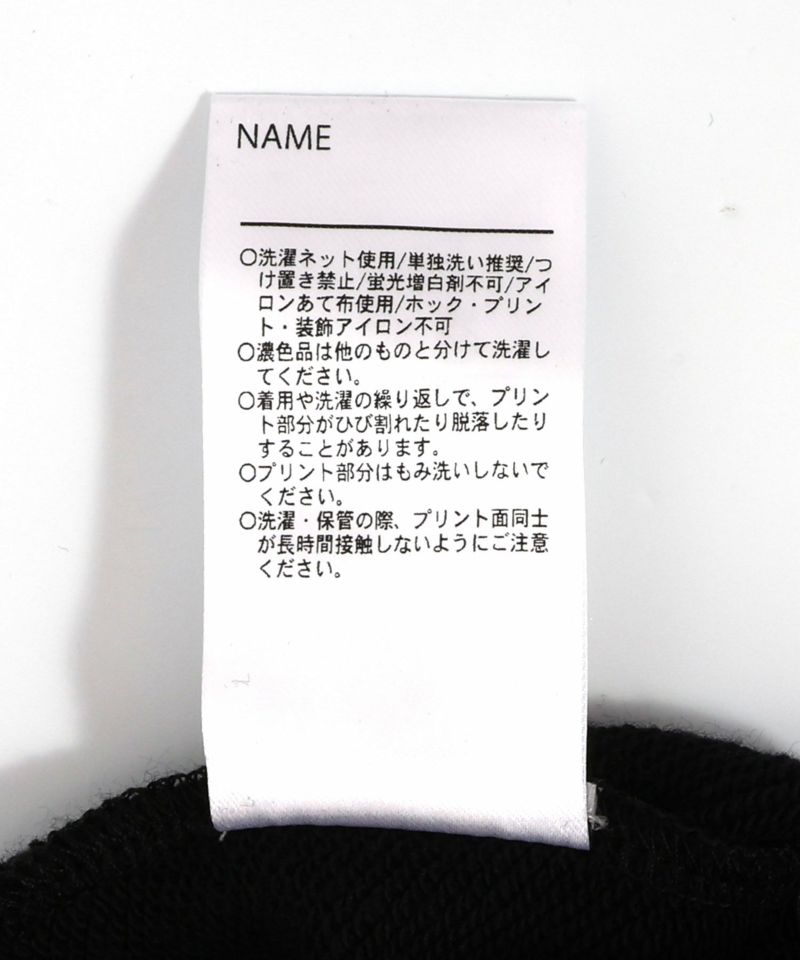 NAME
○洗濯ネット使用/単独洗い推奨/つ
け置き禁止/蛍光増白剤不可/アイ
ロンあて布使用/ホック・プリン
ト・装飾アイロン不可
○濃色品は他のものと分けて洗濯し
てください。
○着用や洗濯の繰り返しで、プリン
ト部分がひび割れたり脱落したり
することがあります。
○プリント部分はもみ洗いしないで
ください。
○洗濯・保管の際、プリント面同士
が長時間接触しないようにご注意
ください。